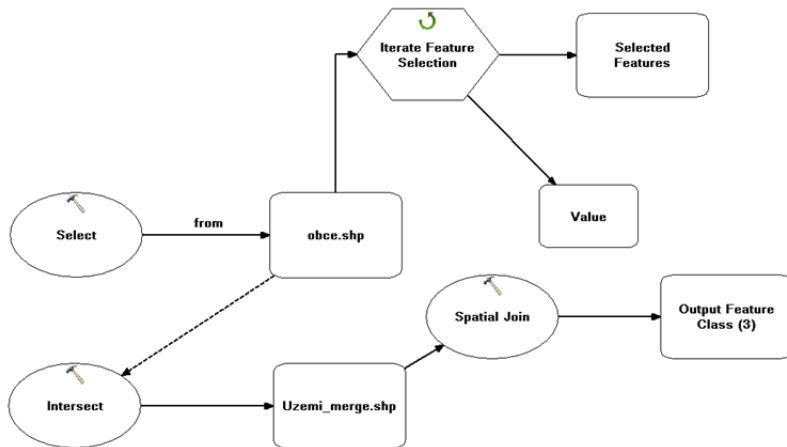 Iterate Feature
Selection
Selected
Features
Select
from
obce.shp
Value
Spatial Join
Output Feature
Class (3)
Intersect
Uzemi_merge.shp